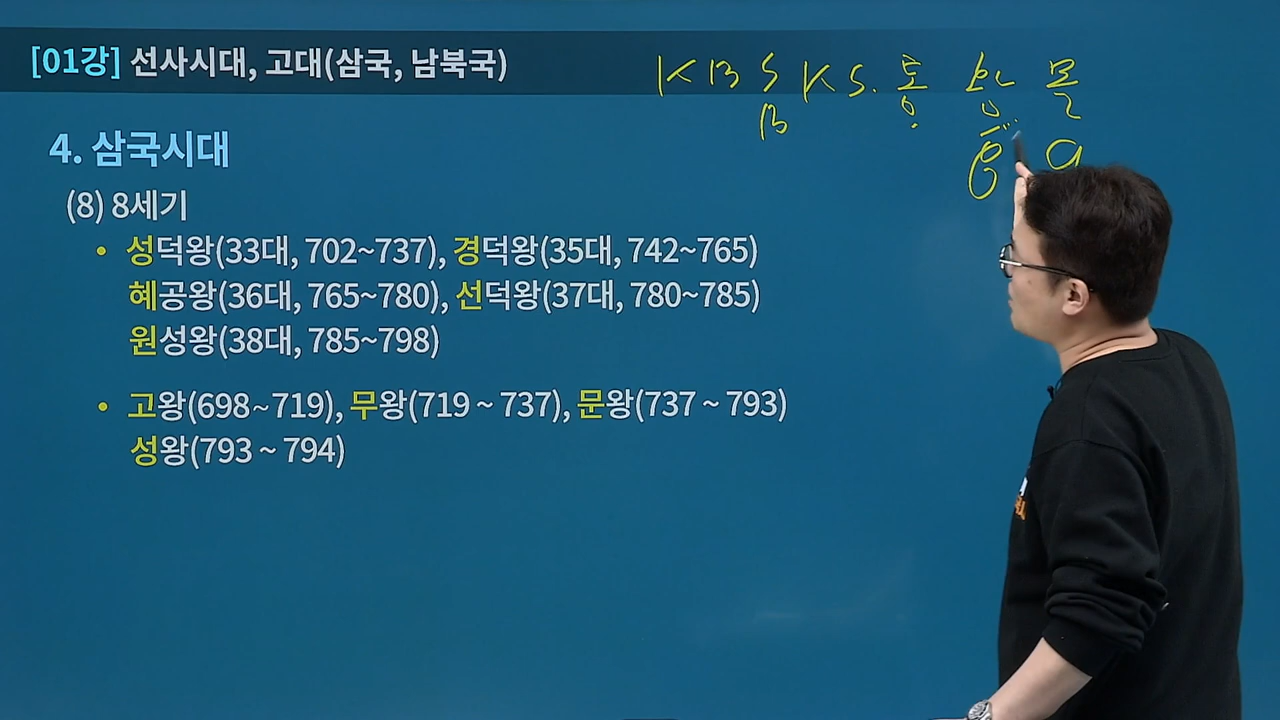 [01강] 선사시대, 고대(삼국, 남북국)
KBS KS. 통
B
4. 삼국시대
(8) 8세기
• 성덕왕(33대, 702~737), 경덕왕(35대, 742~765)
혜공왕(36대, 765~780), 선덕왕(37대, 780~785)
원성왕(38대, 785~798)
• 고왕(698~719), 무왕(719 ~ 737), 문왕(737 ~ 793)
성왕(793 ~ 794)